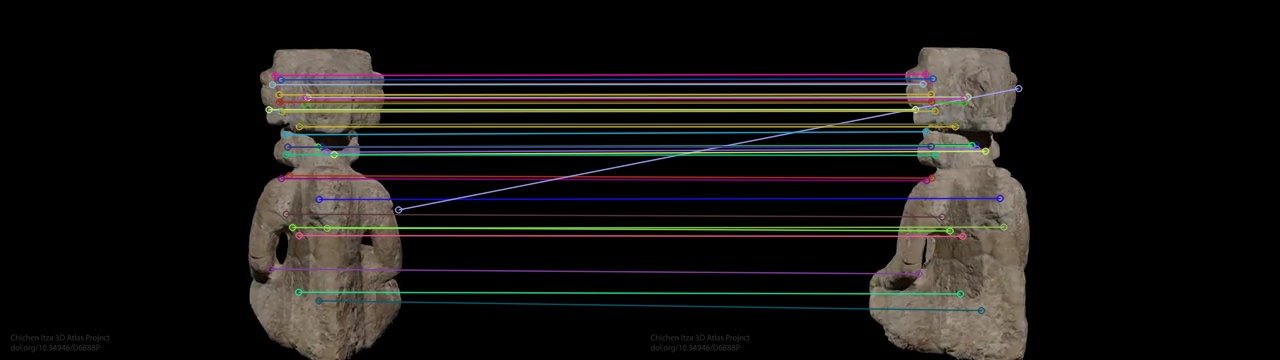 Chichen Itza 3D Atlas Project
doi.org/10.34946/D6B88P
Chichen Itza 3D Atlas Project
doi.org/10.34946/D6B88P